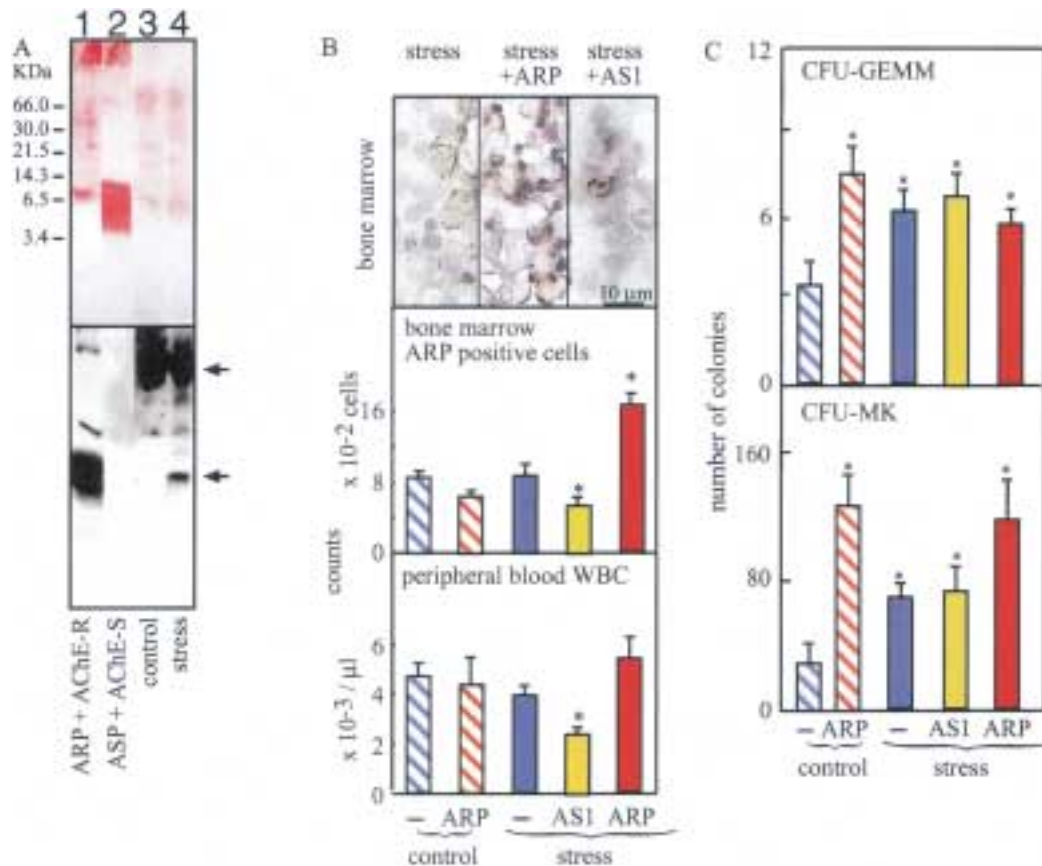 A
1 2 3 4
KDa
66.0
30.0
21.5
14.3
6.5
3.4
ARP + AChE-R
ASP + AChE-S
control
stress
B
stress
stress +ARP
stress +AS1
bone marrow
10 µm
bone marrow
ARP positive cells
x 10-2 cells
16
8
0
counts
peripheral blood WBC
x 10-3 / µl
6
4
2
0
– ARP – AS1 ARP
control stress
C
CFU-GEMM
12
6
0
number of colonies
CFU-MK
160
80
0
– ARP – AS1 ARP
control stress